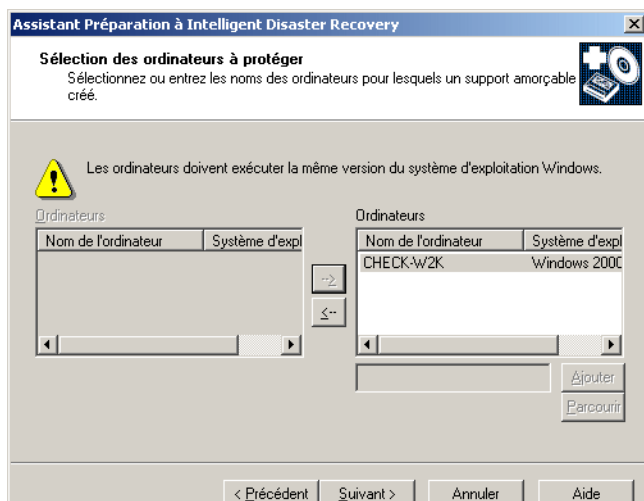 Assistant Préparation à Intelligent Disaster Recovery
Sélection des ordinateurs à protéger
Sélectionnez ou entrez les noms des ordinateurs pour lesquels un support amorçable
créé.
Les ordinateurs doivent exécuter la même version du système d'exploitation Windows.
Ordinateurs
Nom de l'ordinateur Système d'expl
-->
<--
Ordinateurs
Nom de l'ordinateur Système d'expl
CHECK-W2K Windows 2000
Ajouter
Parcourir
< Précédent Suivant > Annuler Aide